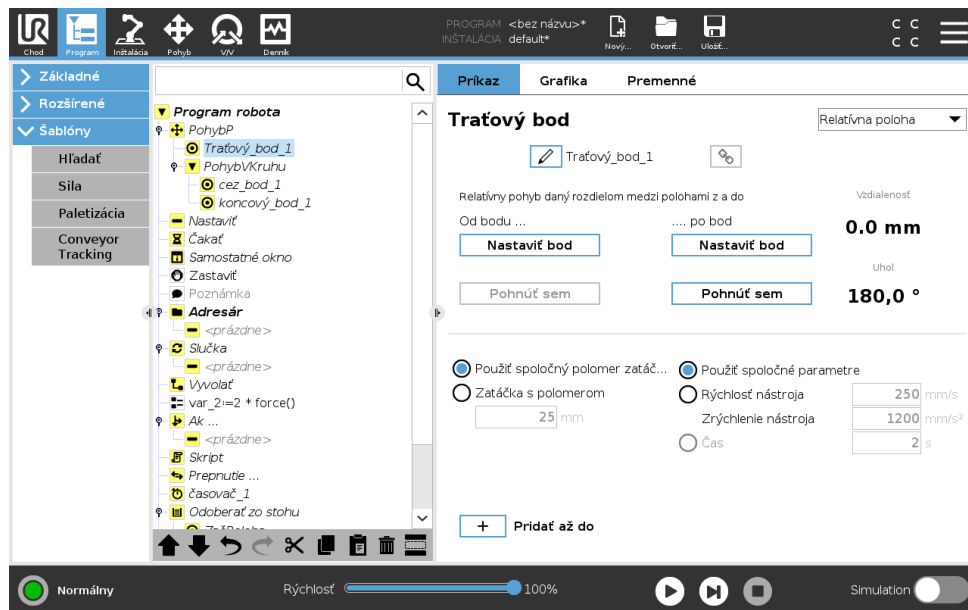 PROGRAM <bez názvu>*
INŠTALÁCIA default*
Chod
Program
Inštalácia
Pohyb
V/V
Denník
Nový...
Otvoriť...
Uložiť...
C C
C C
Základné
Rozšírené
Šablóny
Hľadať
Sila
Paletizácia
Conveyor
Tracking
Program robota
PohybP
Traťový_bod_1
PohybVKruhu
cez_bod_1
koncový_bod_1
Nastaviť
Čakať
Samostatné okno
Zastaviť
Poznámka
Adresár
<prázdne>
Slučka
<prázdne>
Vyvolať
var_2≔2 * force()
Ak ...
<prázdne>
Skript
Prepnutie ...
časovač_1
Odoberať zo stohu
Príkaz
Grafika
Premenné
Traťový bod
Relatívna poloha
Traťový_bod_1
Relatívny pohyb daný rozdielom medzi polohami z a do
Vzdialenosť
Od bodu ...
.... po bod
0.0 mm
Nastaviť bod
Nastaviť bod
Uhol
Pohnúť sem
Pohnúť sem
180,0 °
Použiť spoločný polomer zatáč...
Použiť spoločné parametre
Zatáčka s polomerom
Rýchlosť nástroja
250 mm/s
25 mm
Zrýchlenie nástroja
1200 mm/s²
Čas
2 s
+ Pridať až do
Normálny
Rýchlosť
100%
Simulation